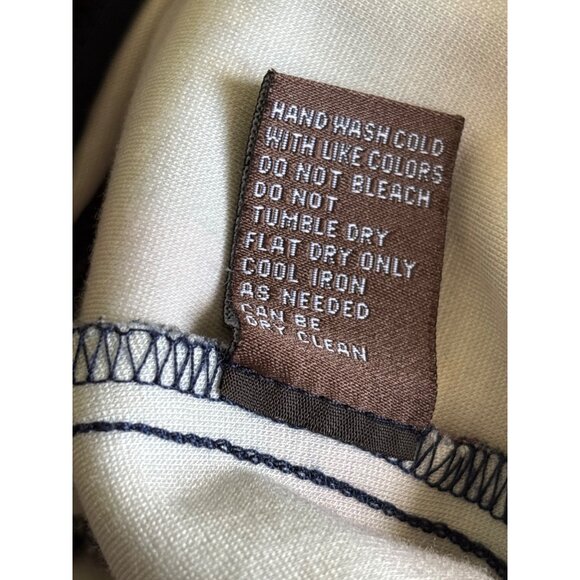 HAND WASH COLD
WITH LIKE COLORS
DO NOT BLEACH
DO NOT
TUMBLE DRY
FLAT DRY ONLY
COOL IRON
AS NEEDED
CAN BE
DRY CLEAN